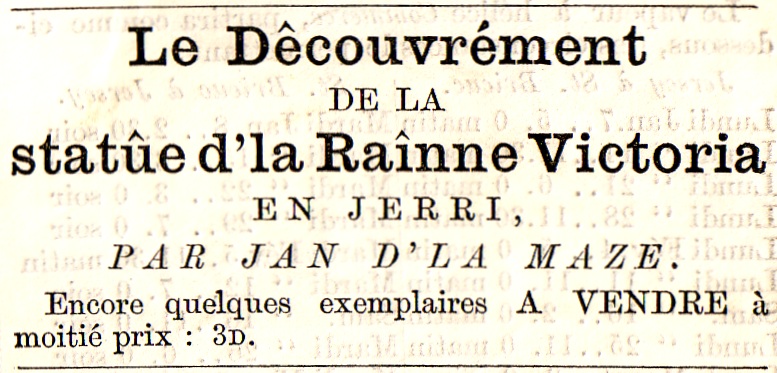 Le Dêcouvrément
DE LA
statûe d'la Raînne Victoria
EN JERRI,
PAR JAN D'LA MAZE.
Encore quelques exemplaires A VENDRE à
moitié prix : 3D.